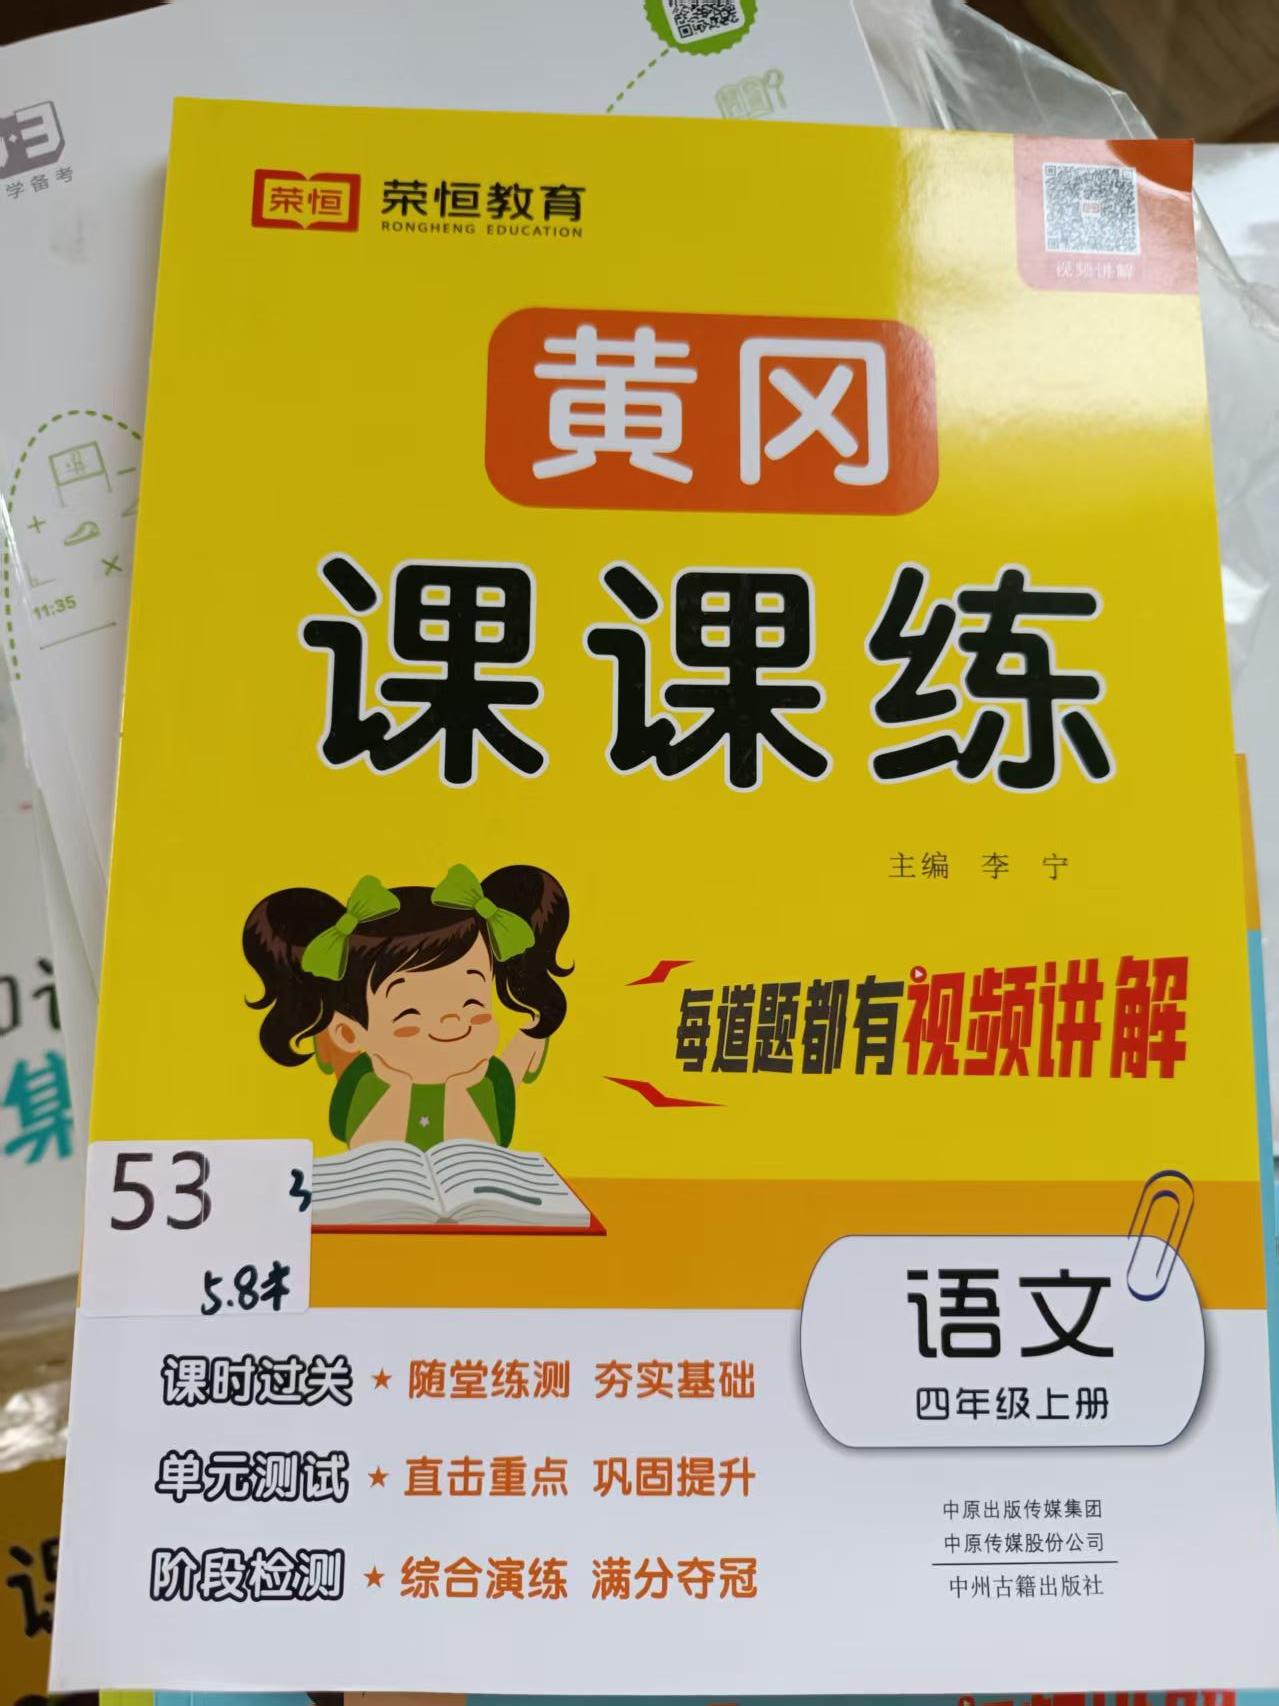 学备考
荣恒 荣恒教育
RONGHENG EDUCATION
视频讲解
黄冈
课课练
11:35
主编 李宁
每道题都有视频讲解
53
5.8本
语文
四年级上册
课时过关 ★ 随堂练测 夯实基础
单元测试 ★ 直击重点 巩固提升
阶段检测 ★ 综合演练 满分夺冠
中原出版传媒集团
中原传媒股份公司
中州古籍出版社